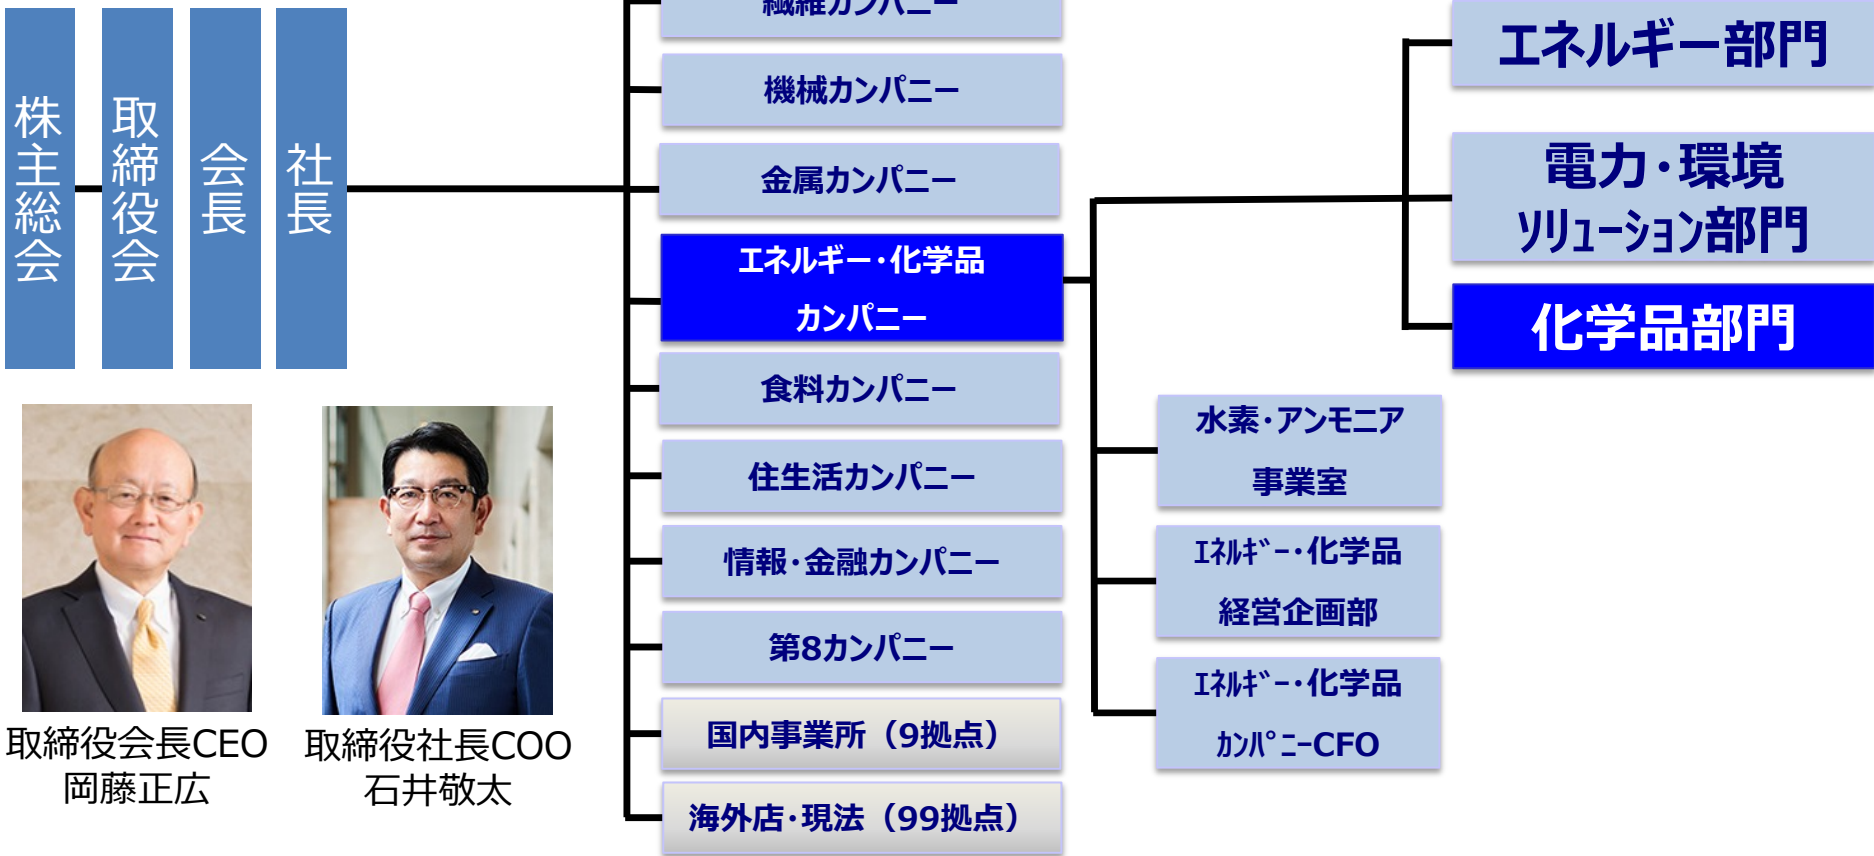 株主総会
取締役会
会長
社長
繊維カンパニー
機械カンパニー
金属カンパニー
エネルギー・化学品
カンパニー
食料カンパニー
住生活カンパニー
情報・金融カンパニー
第8カンパニー
国内事業所（9拠点）
海外店・現法（99拠点）
エネルギー部門
電力・環境
ソリューション部門
化学品部門
水素・アンモニア
事業室
ｴﾈﾙｷﾞｰ・化学品
経営企画部
ｴﾈﾙｷﾞｰ・化学品
ｶﾝﾊﾟﾆｰCFO
取締役会長CEO
岡藤正広
取締役社長COO
石井敬太